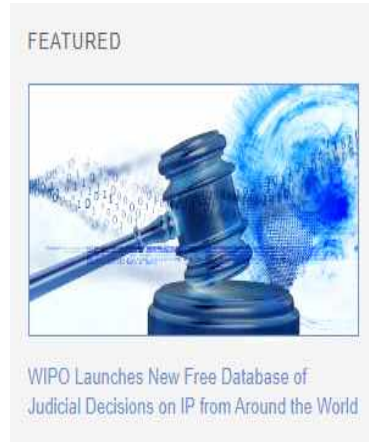 FEATURED
WIPO Launches New Free Database of
Judicial Decisions on IP from Around the World